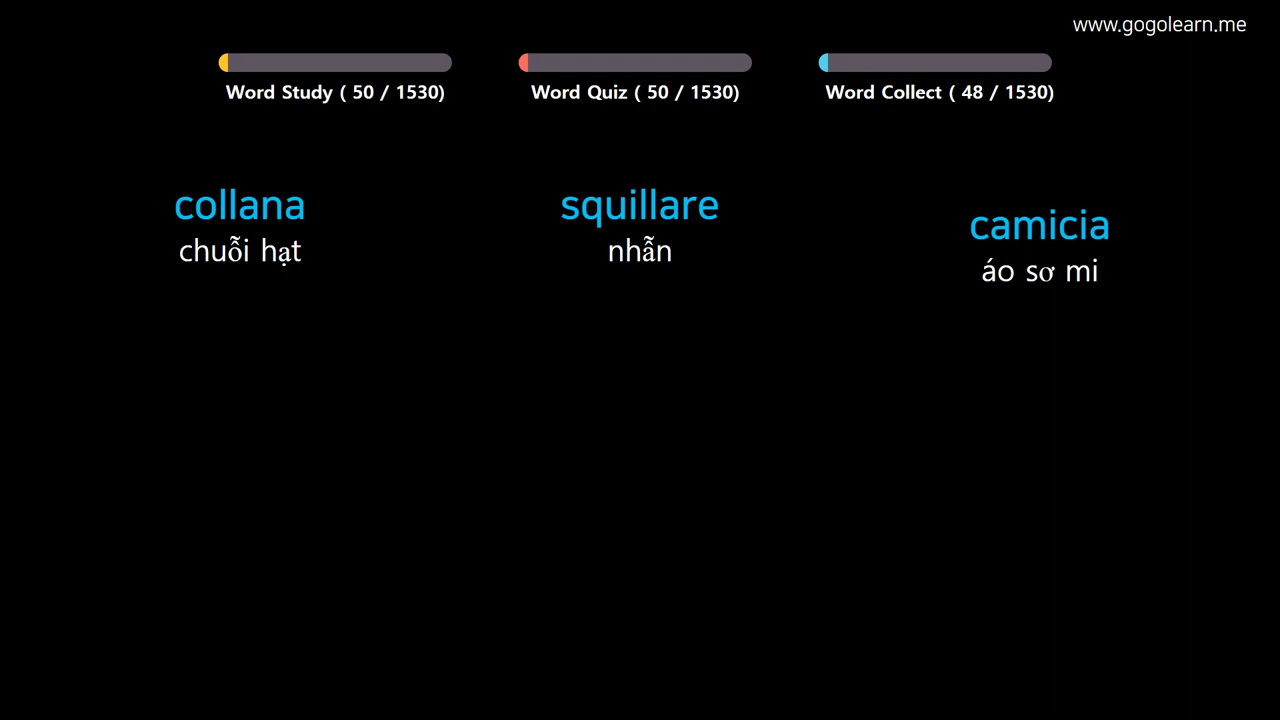 www.gogolearn.me
Word Study ( 50 / 1530)
Word Quiz ( 50 / 1530)
Word Collect ( 48 / 1530)
collana
chuỗi hạt
squillare
nhẫn
camicia
áo sơ mi